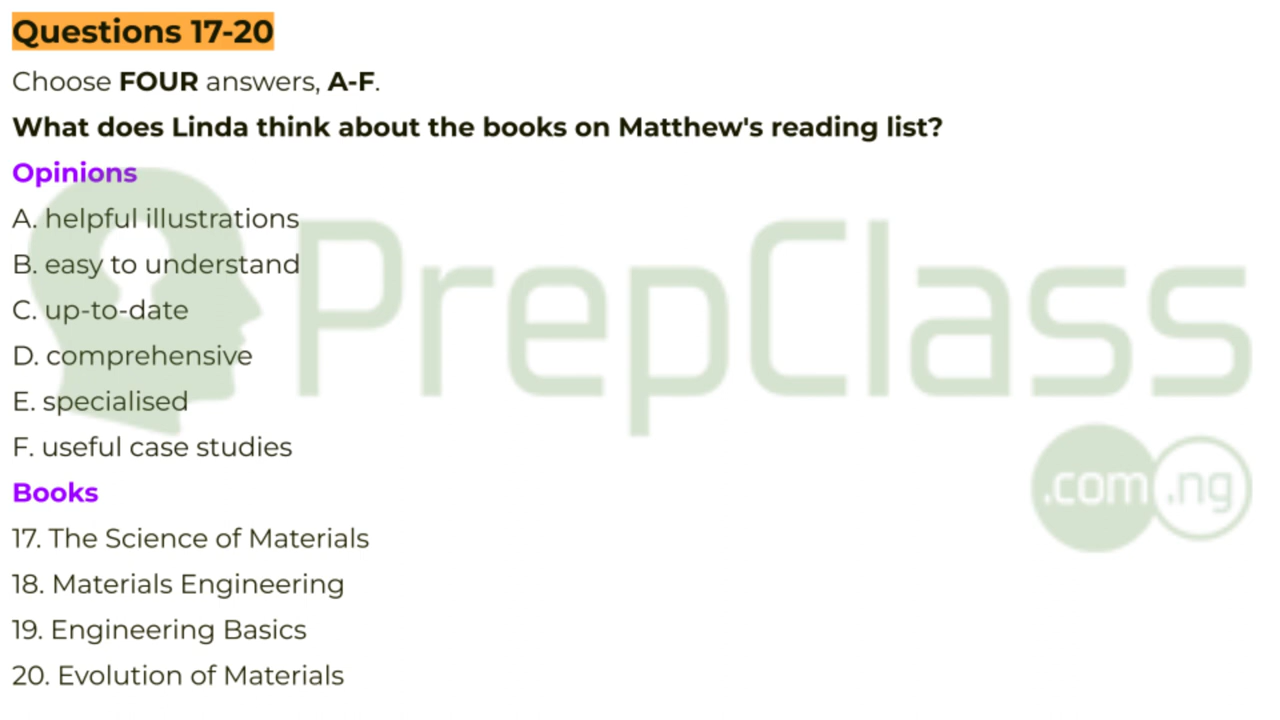 Questions 17-20
Choose FOUR answers, A-F.
What does Linda think about the books on Matthew's reading list?
Opinions
A. helpful illustrations
B. easy to understand
C. up-to-date
D. comprehensive
E. specialised
F. useful case studies
Books
17. The Science of Materials
18. Materials Engineering
19. Engineering Basics
20. Evolution of Materials
PrepClass
.com .ng